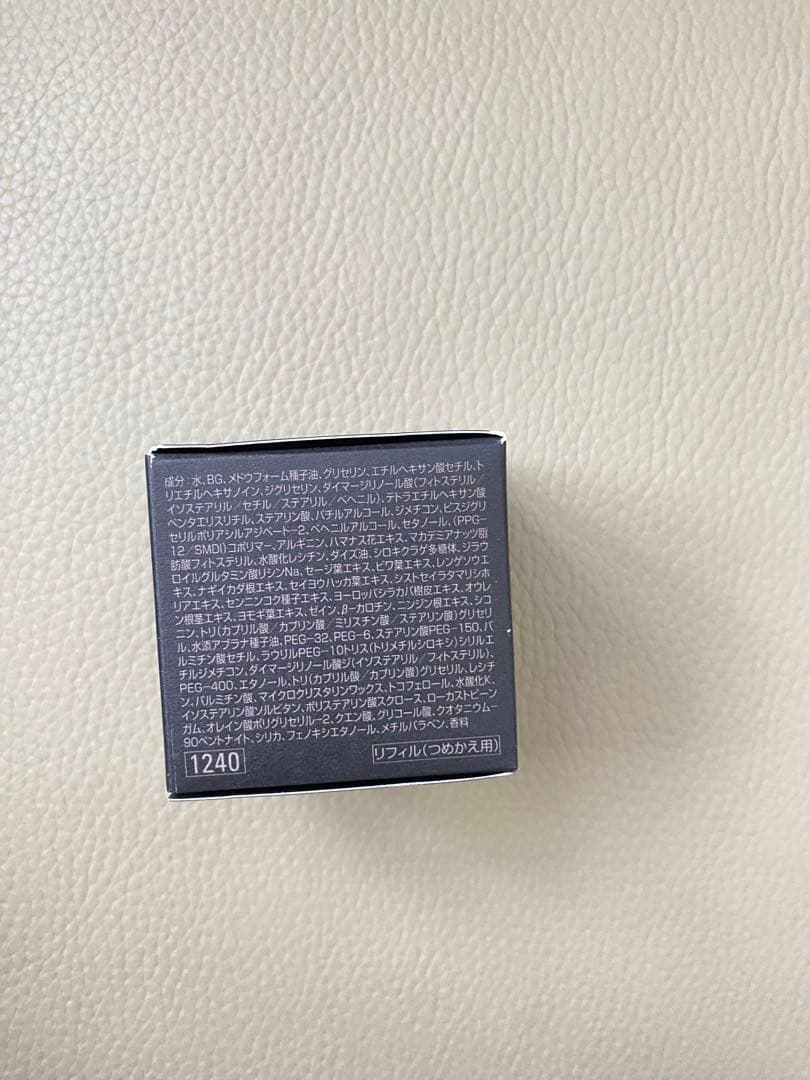 成分:水、BG、メドウフォーム種子油、グリセリン、エチルヘキサン酸セチル、ト
リエチルヘキサノイン、ジグリセリン、ダイマージリノール酸(フィトステリル/
イソステアリル/セチル/ステアリル/ベヘニル)、テトラエチルヘキサン酸
ペンタエリスリチル、ステアリン酸、バチルアルコール、ジメチコン、ビスジグリ
セリルポリアシルアジペート-2、ベヘニルアルコール、セタノール、(PPG-
12/SMDI)コポリマー、アルギニン、ハマナス花エキス、マカデミアナッツ脂
肪酸フィトステリル、水酸化レシチン、ダイズ油、シロキクラゲ多糖体、ジラウ
ロイルグルタミン酸リシンNa、セージ葉エキス、ビワ葉エキス、レンゲソウエ
キス、ナギイカダ根エキス、セイヨウハッカ葉エキス、シストセイラタマリシホ
リアエキス、センニンコク種子エキス、ヨーロッパシラカバ樹皮エキス、オウレ
ン根茎エキス、ヨモギ葉エキス、ゼイン、β-カロチン、ニンジン根エキス、シコ
ニン、トリ(カプリル酸/カプリン酸/ミリスチン酸/ステアリン酸)グリセリ
ル、水添アブラナ種子油、PEG-32、PEG-6、ステアリン酸PEG-150、パ
ルミチン酸セチル、ラウリルPEG-10トリス(トリメチルシロキシ)シリルエ
チルジメチコン、ダイマージリノール酸ジ(イソステアリル/フィトステリル)、
PEG-400、エタノール、トリ(カプリル酸/カプリン酸)グリセリル、レシチ
ン、パルミチン酸、マイクロクリスタリンワックス、トコフェロール、水酸化K、
イソステアリン酸ソルビタン、ポリステアリン酸スクロース、ローカストビーン
ガム、オレイン酸ポリグリセリル-2、クエン酸、グリコール酸、クオタニウム-
90ベントナイト、シリカ、フェノキシエタノール、メチルパラベン、香料
1240 リフィル(つめかえ用)